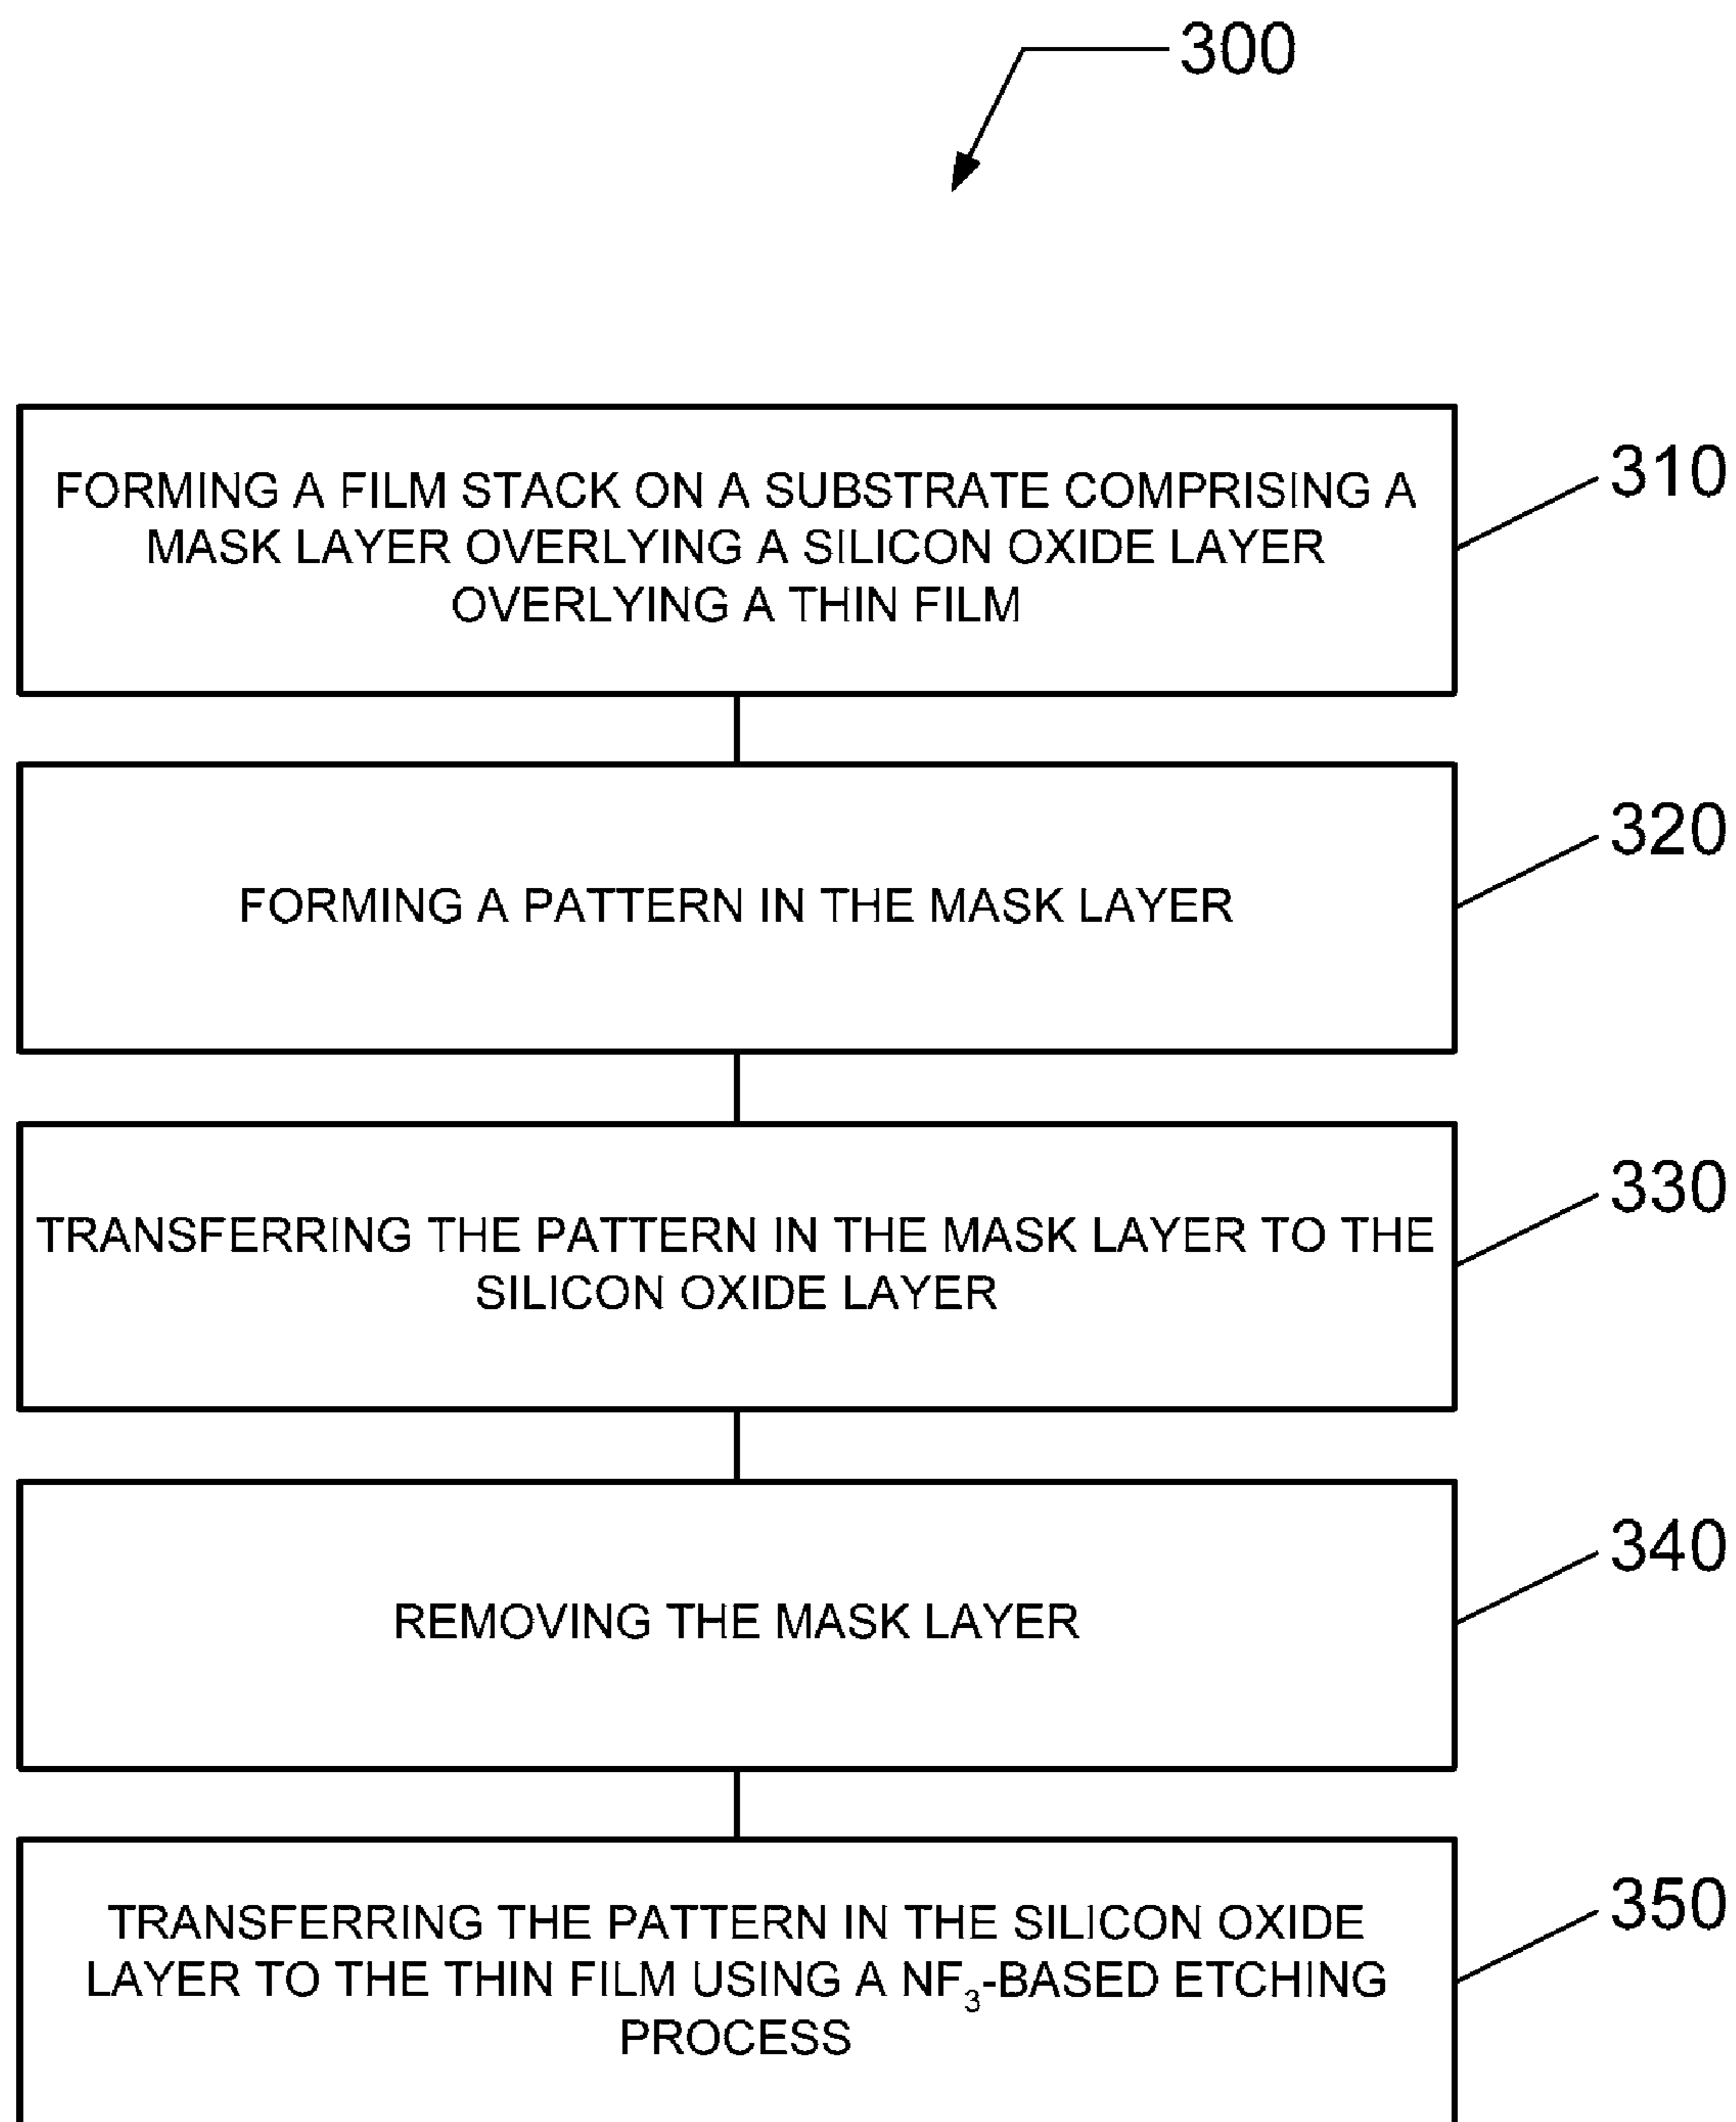 300
FORMING A FILM STACK ON A SUBSTRATE COMPRISING A
MASK LAYER OVERLYING A SILICON OXIDE LAYER
OVERLYING A THIN FILM
310
FORMING A PATTERN IN THE MASK LAYER
320
TRANSFERRING THE PATTERN IN THE MASK LAYER TO THE
SILICON OXIDE LAYER
330
REMOVING THE MASK LAYER
340
TRANSFERRING THE PATTERN IN THE SILICON OXIDE
LAYER TO THE THIN FILM USING A NF₃-BASED ETCHING
PROCESS
350